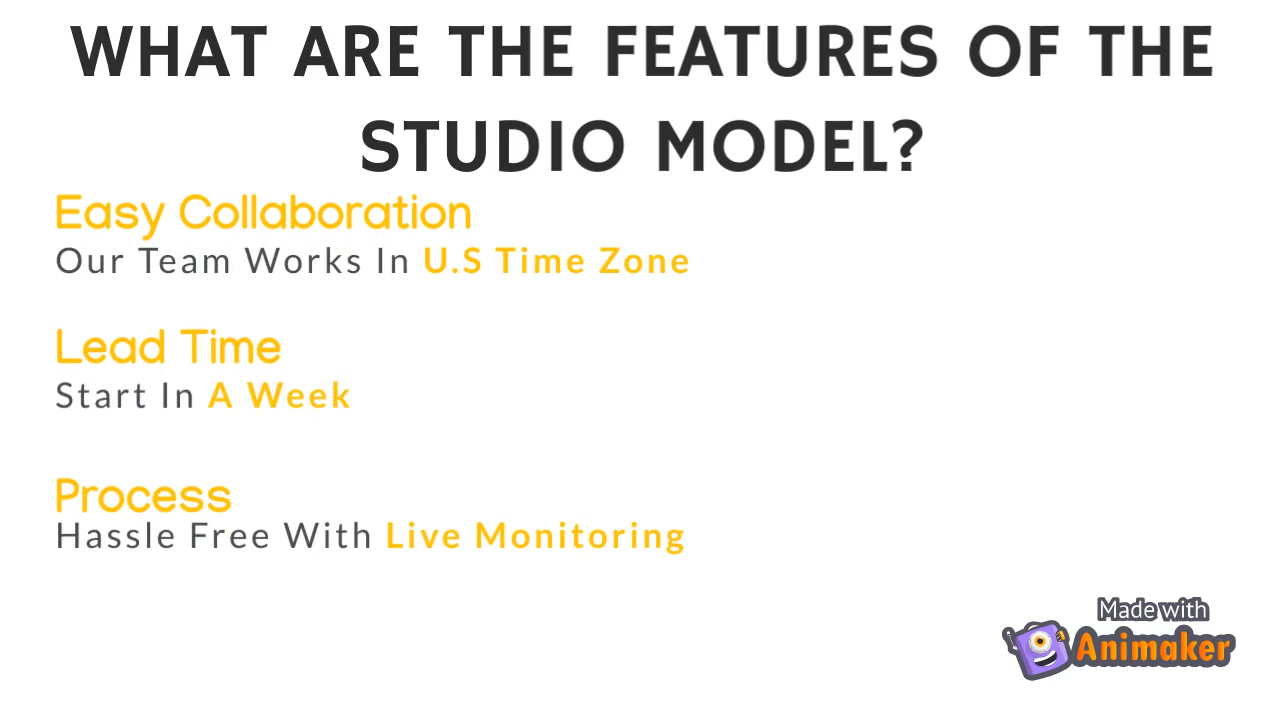 WHAT ARE THE FEATURES OF THE
STUDIO MODEL?
Easy Collaboration
Our Team Works In U.S Time Zone
Lead Time
Start In A Week
Process
Hassle Free With Live Monitoring
Made with
Animaker